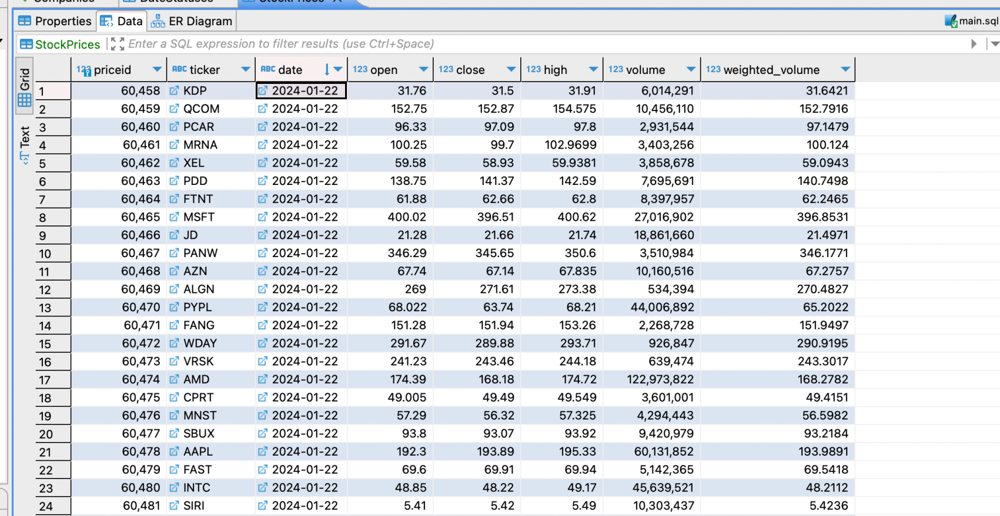 Companies DateStatuses StockPrices
Properties Data ER Diagram main.sql
StockPrices Enter a SQL expression to filter results (use Ctrl+Space)
Grid
Text
123 priceid ABC ticker ABC date 123 open 123 close 123 high 123 volume 123 weighted_volume
1 60,458 KDP 2024-01-22 31.76 31.5 31.91 6,014,291 31.6421
2 60,459 QCOM 2024-01-22 152.75 152.87 154.575 10,456,110 152.7916
3 60,460 PCAR 2024-01-22 96.33 97.09 97.8 2,931,544 97.1479
4 60,461 MRNA 2024-01-22 100.25 99.7 102.9699 3,403,256 100.124
5 60,462 XEL 2024-01-22 59.58 58.93 59.9381 3,858,678 59.0943
6 60,463 PDD 2024-01-22 138.75 141.37 142.59 7,695,691 140.7498
7 60,464 FTNT 2024-01-22 61.88 62.66 62.8 8,397,957 62.2465
8 60,465 MSFT 2024-01-22 400.02 396.51 400.62 27,016,902 396.8531
9 60,466 JD 2024-01-22 21.28 21.66 21.74 18,861,660 21.4971
10 60,467 PANW 2024-01-22 346.29 345.65 350.6 3,510,984 346.1771
11 60,468 AZN 2024-01-22 67.74 67.14 67.835 10,160,516 67.2757
12 60,469 ALGN 2024-01-22 269 271.61 273.38 534,394 270.4827
13 60,470 PYPL 2024-01-22 68.022 63.74 68.21 44,006,892 65.2022
14 60,471 FANG 2024-01-22 151.28 151.94 153.26 2,268,728 151.9497
15 60,472 WDAY 2024-01-22 291.67 289.88 293.71 926,847 290.9195
16 60,473 VRSK 2024-01-22 241.23 243.46 244.18 639,474 243.3017
17 60,474 AMD 2024-01-22 174.39 168.18 174.72 122,973,822 168.2782
18 60,475 CPRT 2024-01-22 49.005 49.49 49.549 3,601,001 49.4151
19 60,476 MNST 2024-01-22 57.29 56.32 57.325 4,294,443 56.5982
20 60,477 SBUX 2024-01-22 93.8 93.07 93.92 9,420,979 93.2184
21 60,478 AAPL 2024-01-22 192.3 193.89 195.33 60,131,852 193.9891
22 60,479 FAST 2024-01-22 69.6 69.91 69.94 5,142,365 69.5418
23 60,480 INTC 2024-01-22 48.85 48.22 49.17 45,639,521 48.2112
24 60,481 SIRI 2024-01-22 5.41 5.42 5.49 10,303,437 5.4236